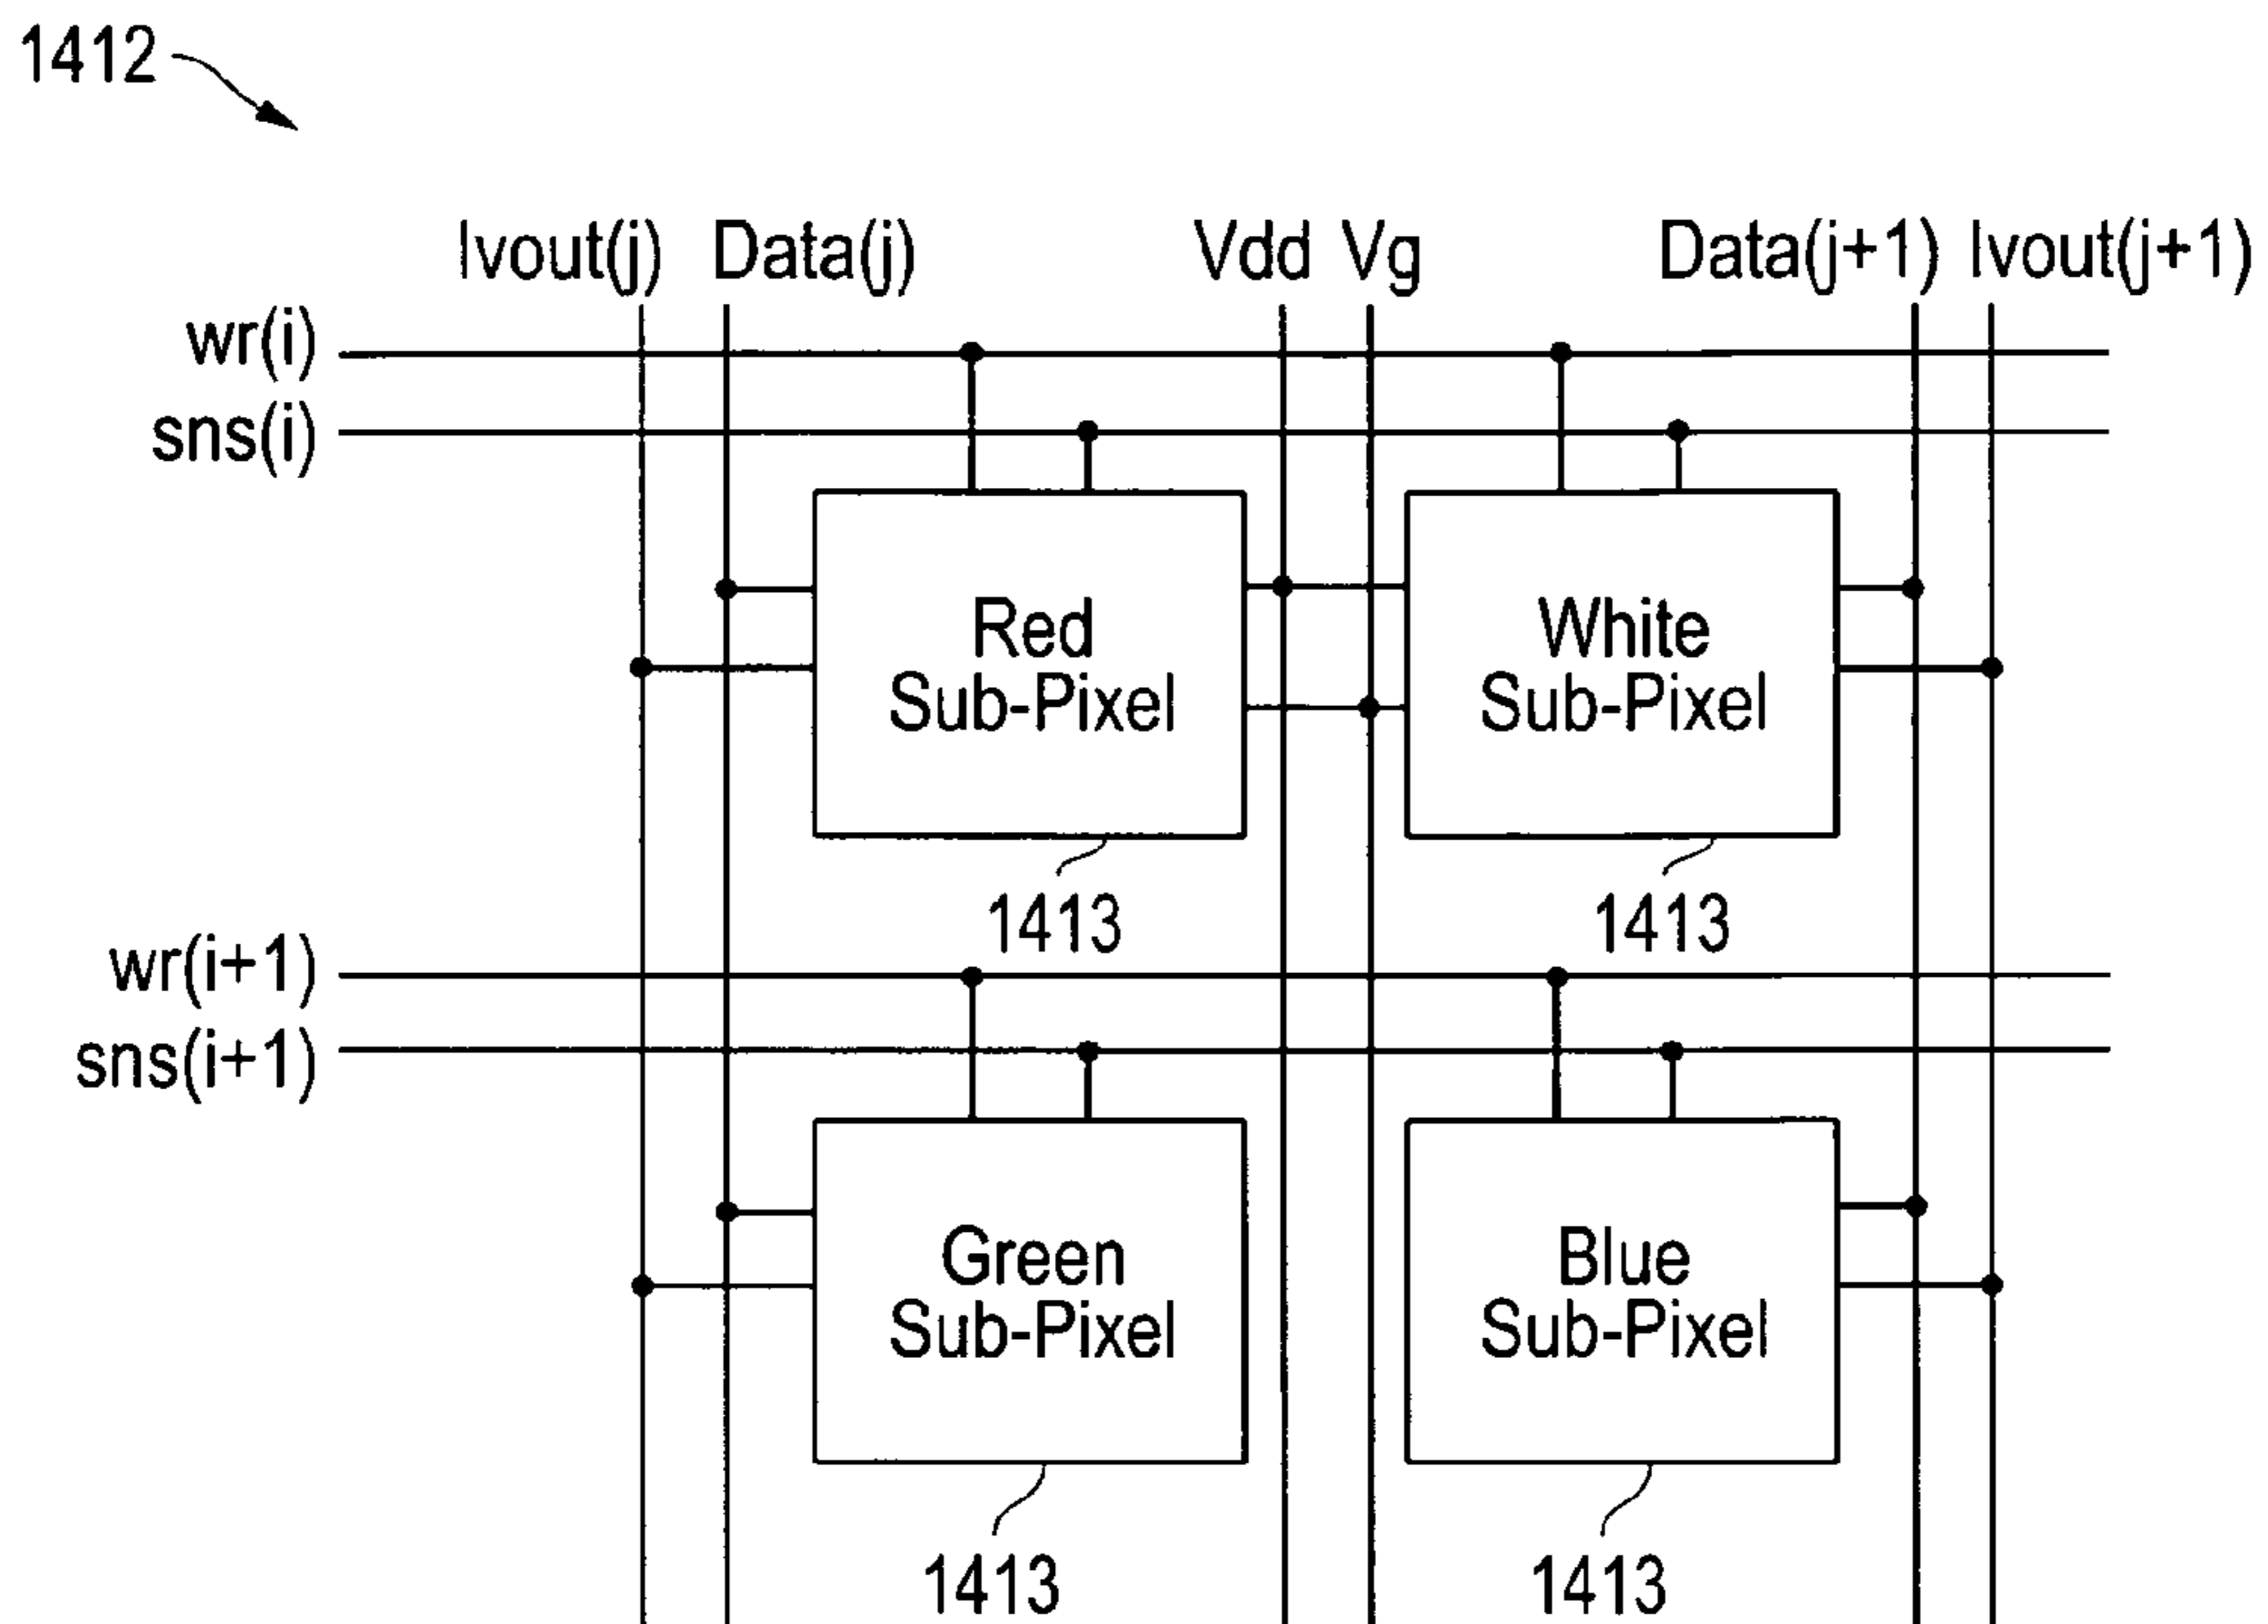 1412
Ivout(j) Data(j) Vdd Vg Data(j+1) Ivout(j+1)
wr(i)
sns(i)
Red White
Sub-Pixel Sub-Pixel
1413 1413
wr(i+1)
sns(i+1)
Green Blue
Sub-Pixel Sub-Pixel
1413 1413